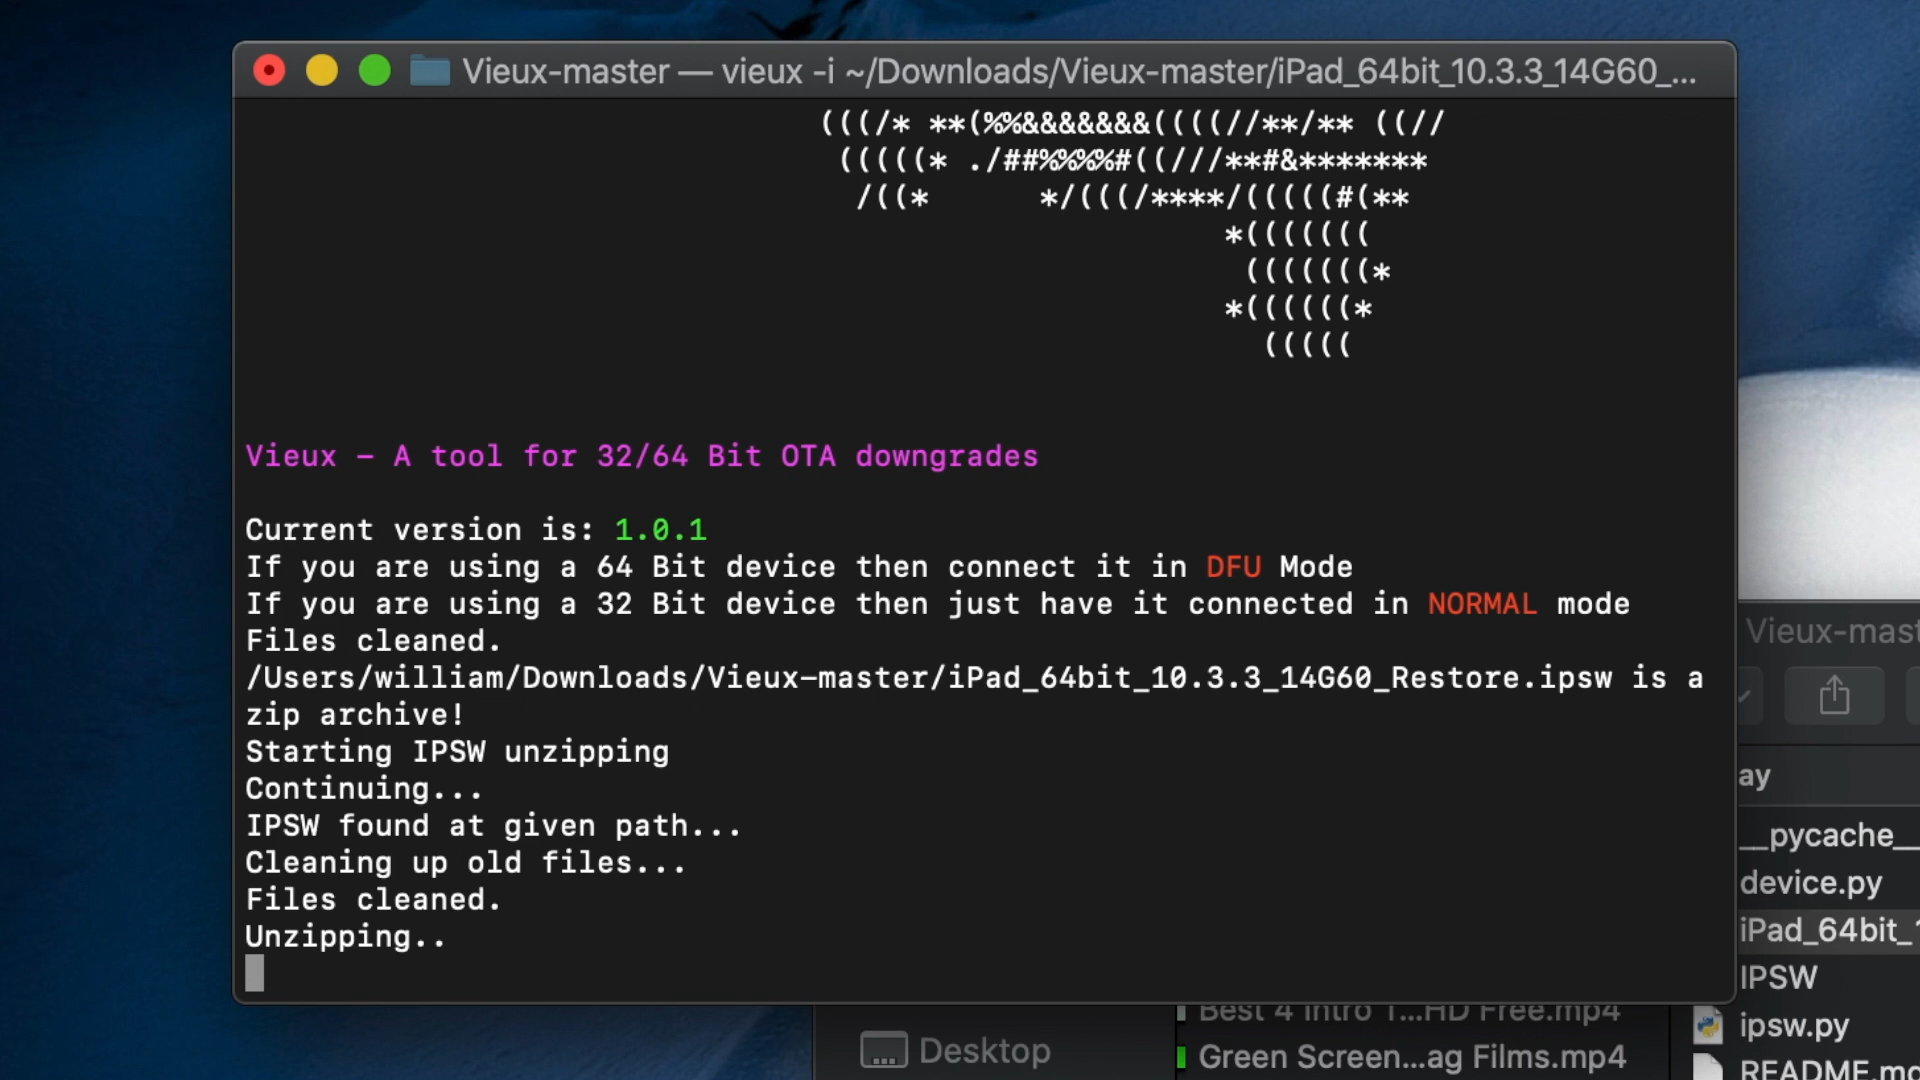 Vieux-master — vieux -i ~/Downloads/Vieux-master/iPad_64bit_10.3.3_14G60_...
(((/* **(%%&&&&&&&((((//**/** ((//
(((((* ./##%%%%#((///**#&*******
/((* */(((/****/(((((#(**
*(((((((
(((((((*
*((((((*
(((((
Vieux – A tool for 32/64 Bit OTA downgrades
Current version is: 1.0.1
If you are using a 64 Bit device then connect it in DFU Mode
If you are using a 32 Bit device then just have it connected in NORMAL mode
Files cleaned.
/Users/william/Downloads/Vieux-master/iPad_64bit_10.3.3_14G60_Restore.ipsw is a
zip archive!
Starting IPSW unzipping
Continuing...
IPSW found at given path...
Cleaning up old files...
Files cleaned.
Unzipping..
Vieux-mast
ay
__pycache__
device.py
iPad_64bit_1
IPSW
ipsw.py
README.md
Best 4 Intro T...HD Free.mp4
Desktop
Green Screen...ag Films.mp4